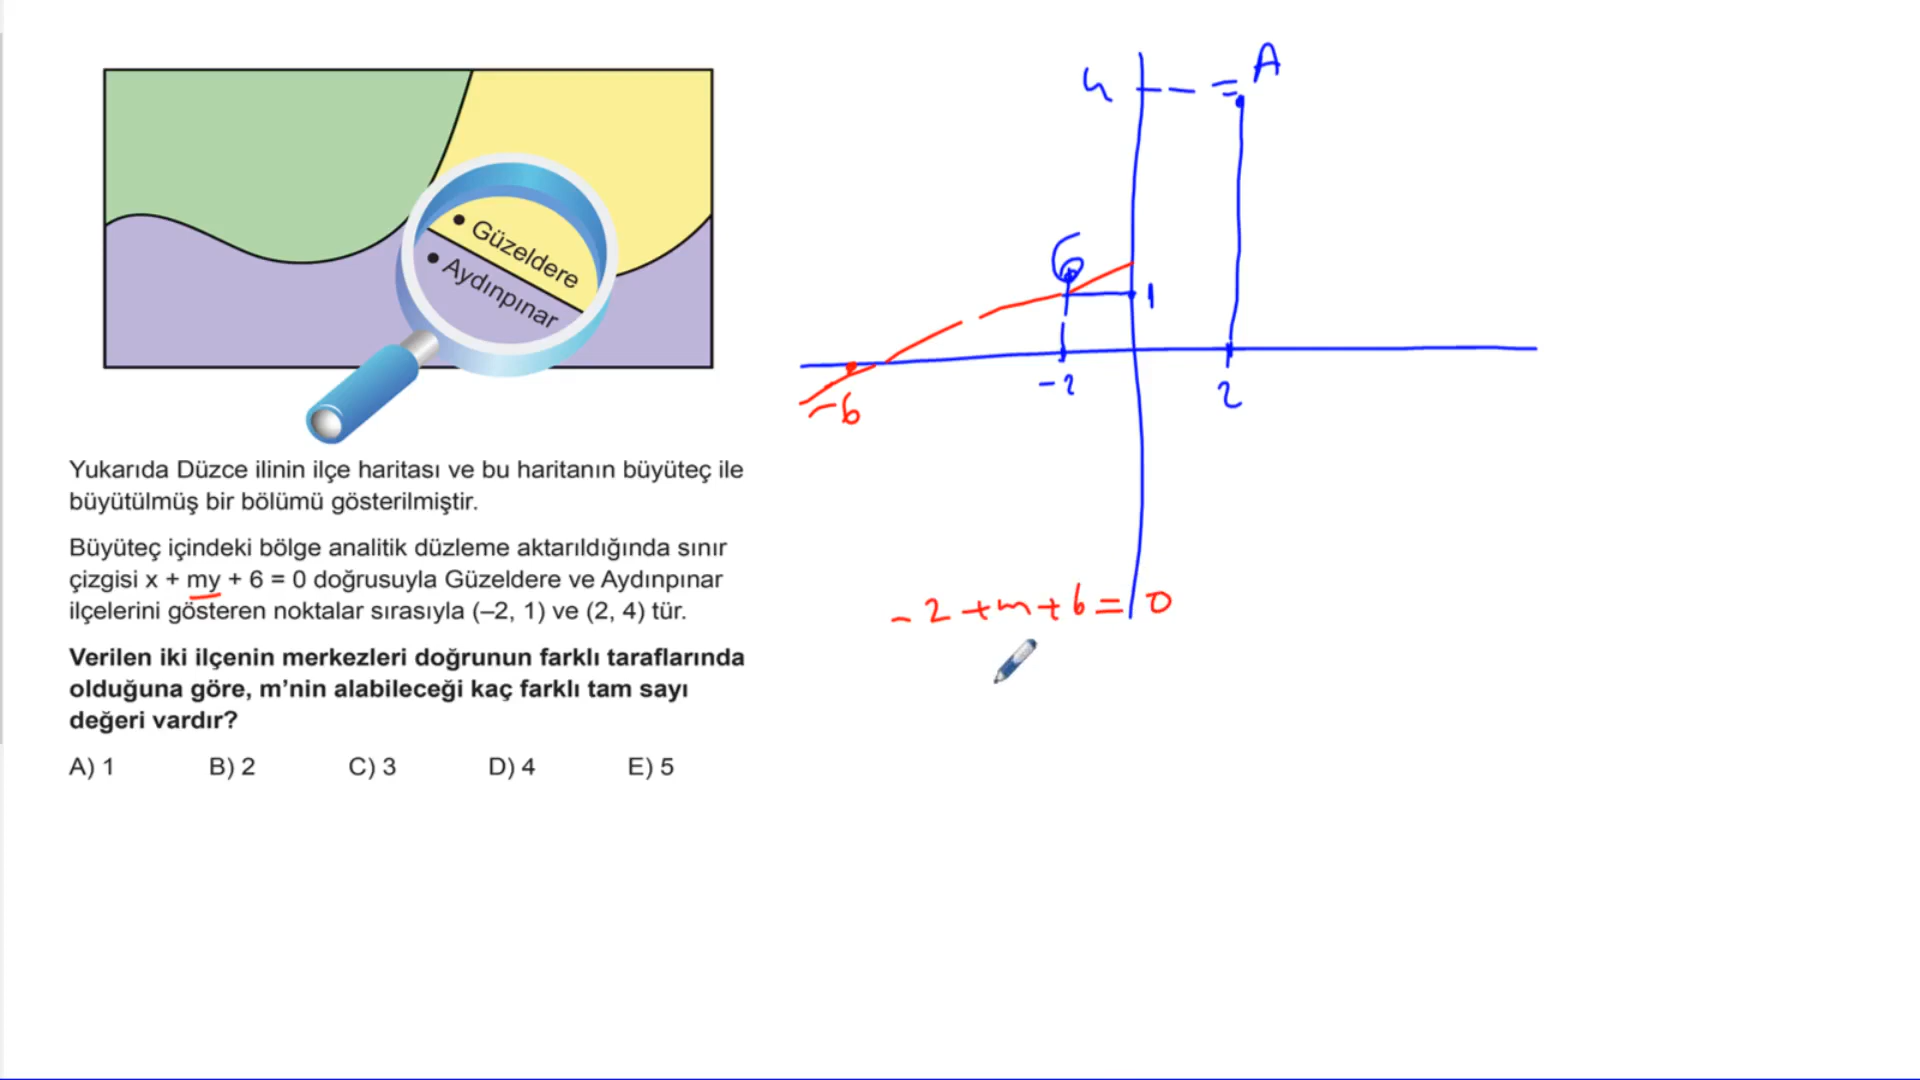 • Güzeldere
• Aydınpınar
Yukarıda Düzce ilinin ilçe haritası ve bu haritanın büyüteç ile
büyütülmüş bir bölümü gösterilmiştir.
Büyüteç içindeki bölge analitik düzleme aktarıldığında sınır
çizgisi x + my + 6 = 0 doğrusuyla Güzeldere ve Aydınpınar
ilçelerini gösteren noktalar sırasıyla (–2, 1) ve (2, 4) tür.
Verilen iki ilçenin merkezleri doğrunun farklı taraflarında
olduğuna göre, m’nin alabileceği kaç farklı tam sayı
değeri vardır?
A) 1 B) 2 C) 3 D) 4 E) 5
4 A
G
1
-2 2
-6
-2 + m + 6 = 0